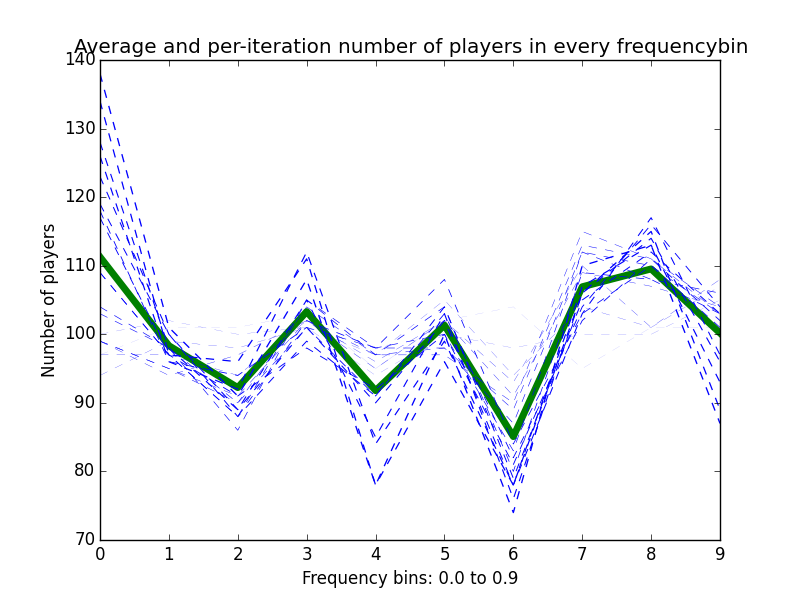 Average and per-iteration number of players in every frequencybin
140
130
120
110
100
90
80
70
Number of players
0 1 2 3 4 5 6 7 8 9
Frequency bins: 0.0 to 0.9